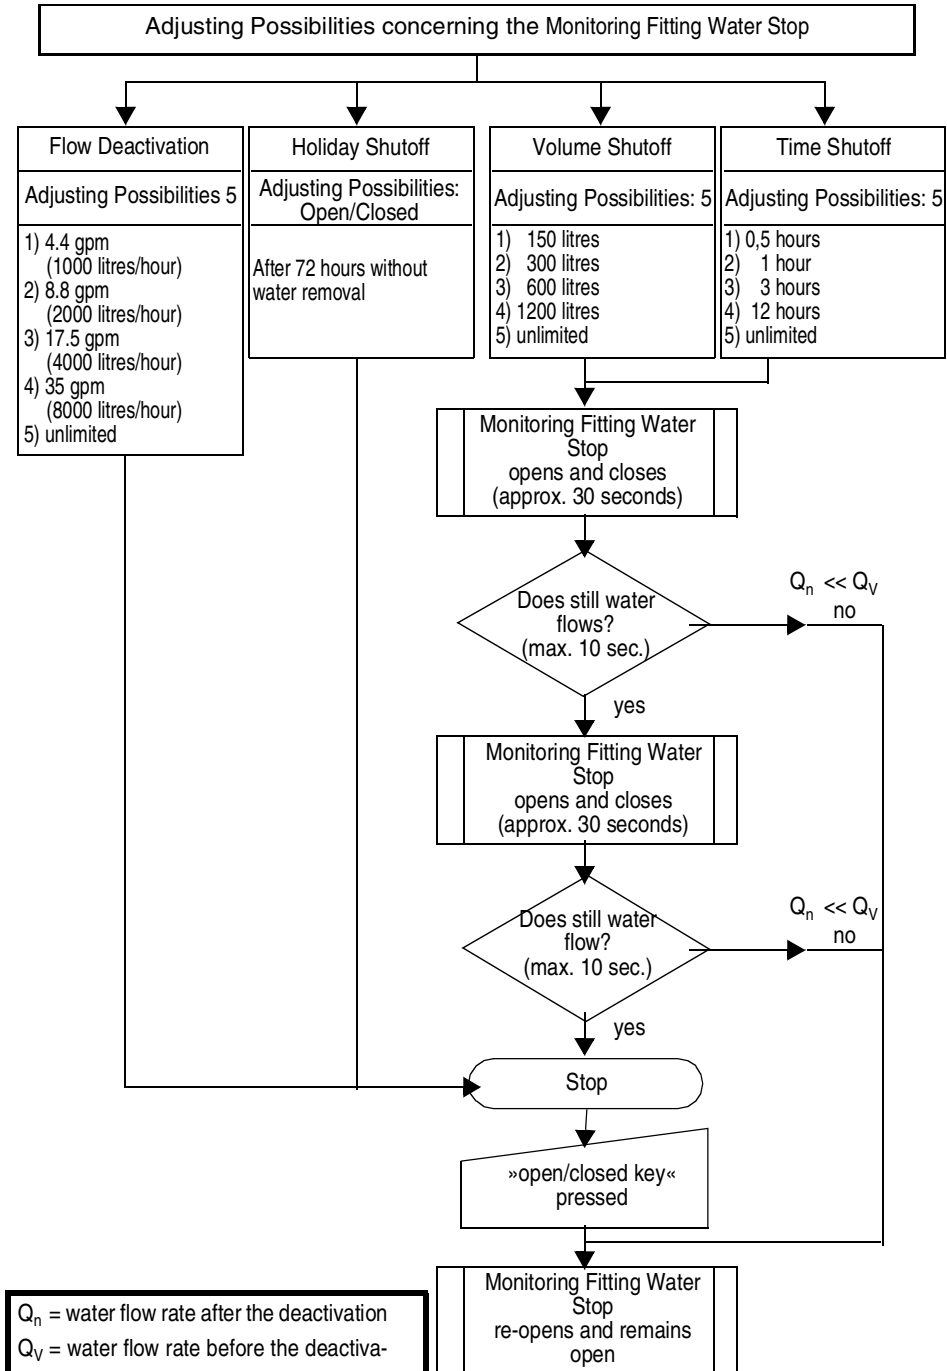 Adjusting Possibilities concerning the Monitoring Fitting Water Stop
Flow Deactivation
Adjusting Possibilities 5
1) 4.4 gpm
(1000 litres/hour)
2) 8.8 gpm
(2000 litres/hour)
3) 17.5 gpm
(4000 litres/hour)
4) 35 gpm
(8000 litres/hour)
5) unlimited
Holiday Shutoff
Adjusting Possibilities:
Open/Closed
After 72 hours without
water removal
Volume Shutoff
Adjusting Possibilities: 5
1) 150 litres
2) 300 litres
3) 600 litres
4) 1200 litres
5) unlimited
Time Shutoff
Adjusting Possibilities: 5
1) 0,5 hours
2) 1 hour
3) 3 hours
4) 12 hours
5) unlimited
Monitoring Fitting Water
Stop
opens and closes
(approx. 30 seconds)
Does still water
flows?
(max. 10 sec.)
Qn << QV
no
yes
Monitoring Fitting Water
Stop
opens and closes
(approx. 30 seconds)
Does still water
flow?
(max. 10 sec.)
Qn << QV
no
yes
Stop
»open/closed key«
pressed
Monitoring Fitting Water
Stop
re-opens and remains
open
Qn = water flow rate after the deactivation
QV = water flow rate before the deactiva-